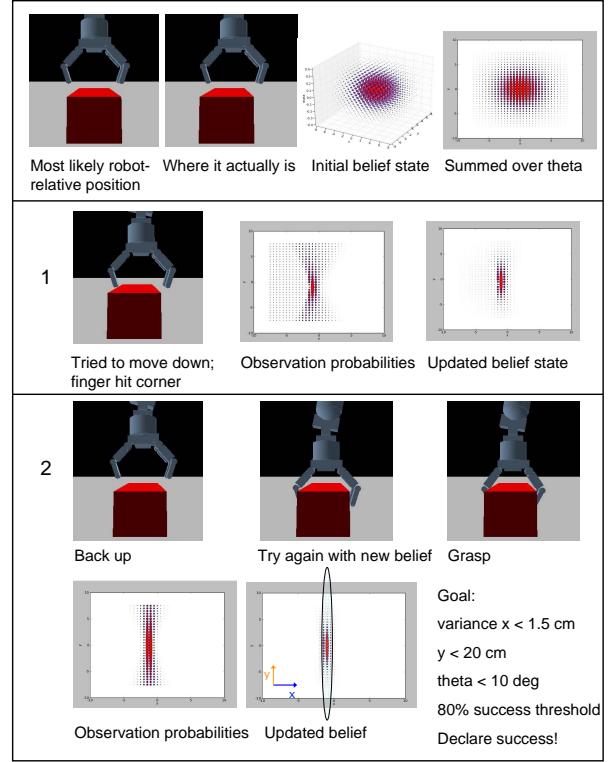 Most likely robot-
relative position
Where it actually is
Initial belief state
Summed over theta
1
Tried to move down;
finger hit corner
Observation probabilities
Updated belief state
2
Back up
Try again with new belief
Grasp
Observation probabilities
Updated belief
y
x
Goal:
variance x < 1.5 cm
y < 20 cm
theta < 10 deg
80% success threshold
Declare success!